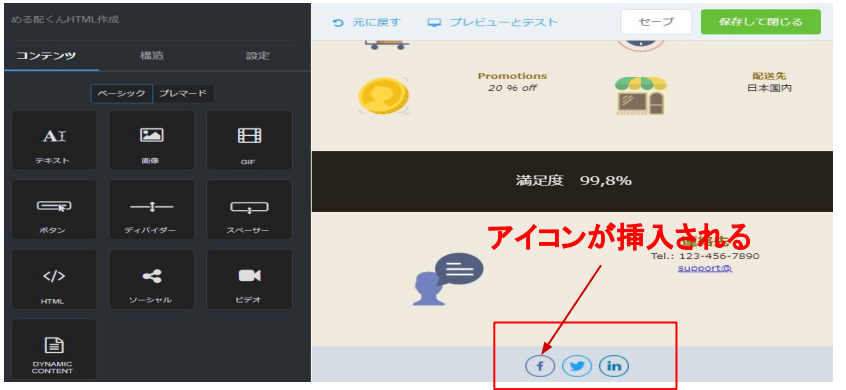 める配くんHTML作成
元に戻す
プレビューとテスト
セーブ
保存して閉じる
コンテンツ
構造
設定
ベーシック
プレマード
AI
テキスト
画像
GIF
ボタン
ディバイダー
スペーサー
</>
HTML
ソーシャル
ビデオ
DYNAMIC
CONTENT
Promotions
20 % off
配送先
日本国内
満足度 99,8%
アイコンが挿入される
Tel.: 123-456-7890
support@
f
in